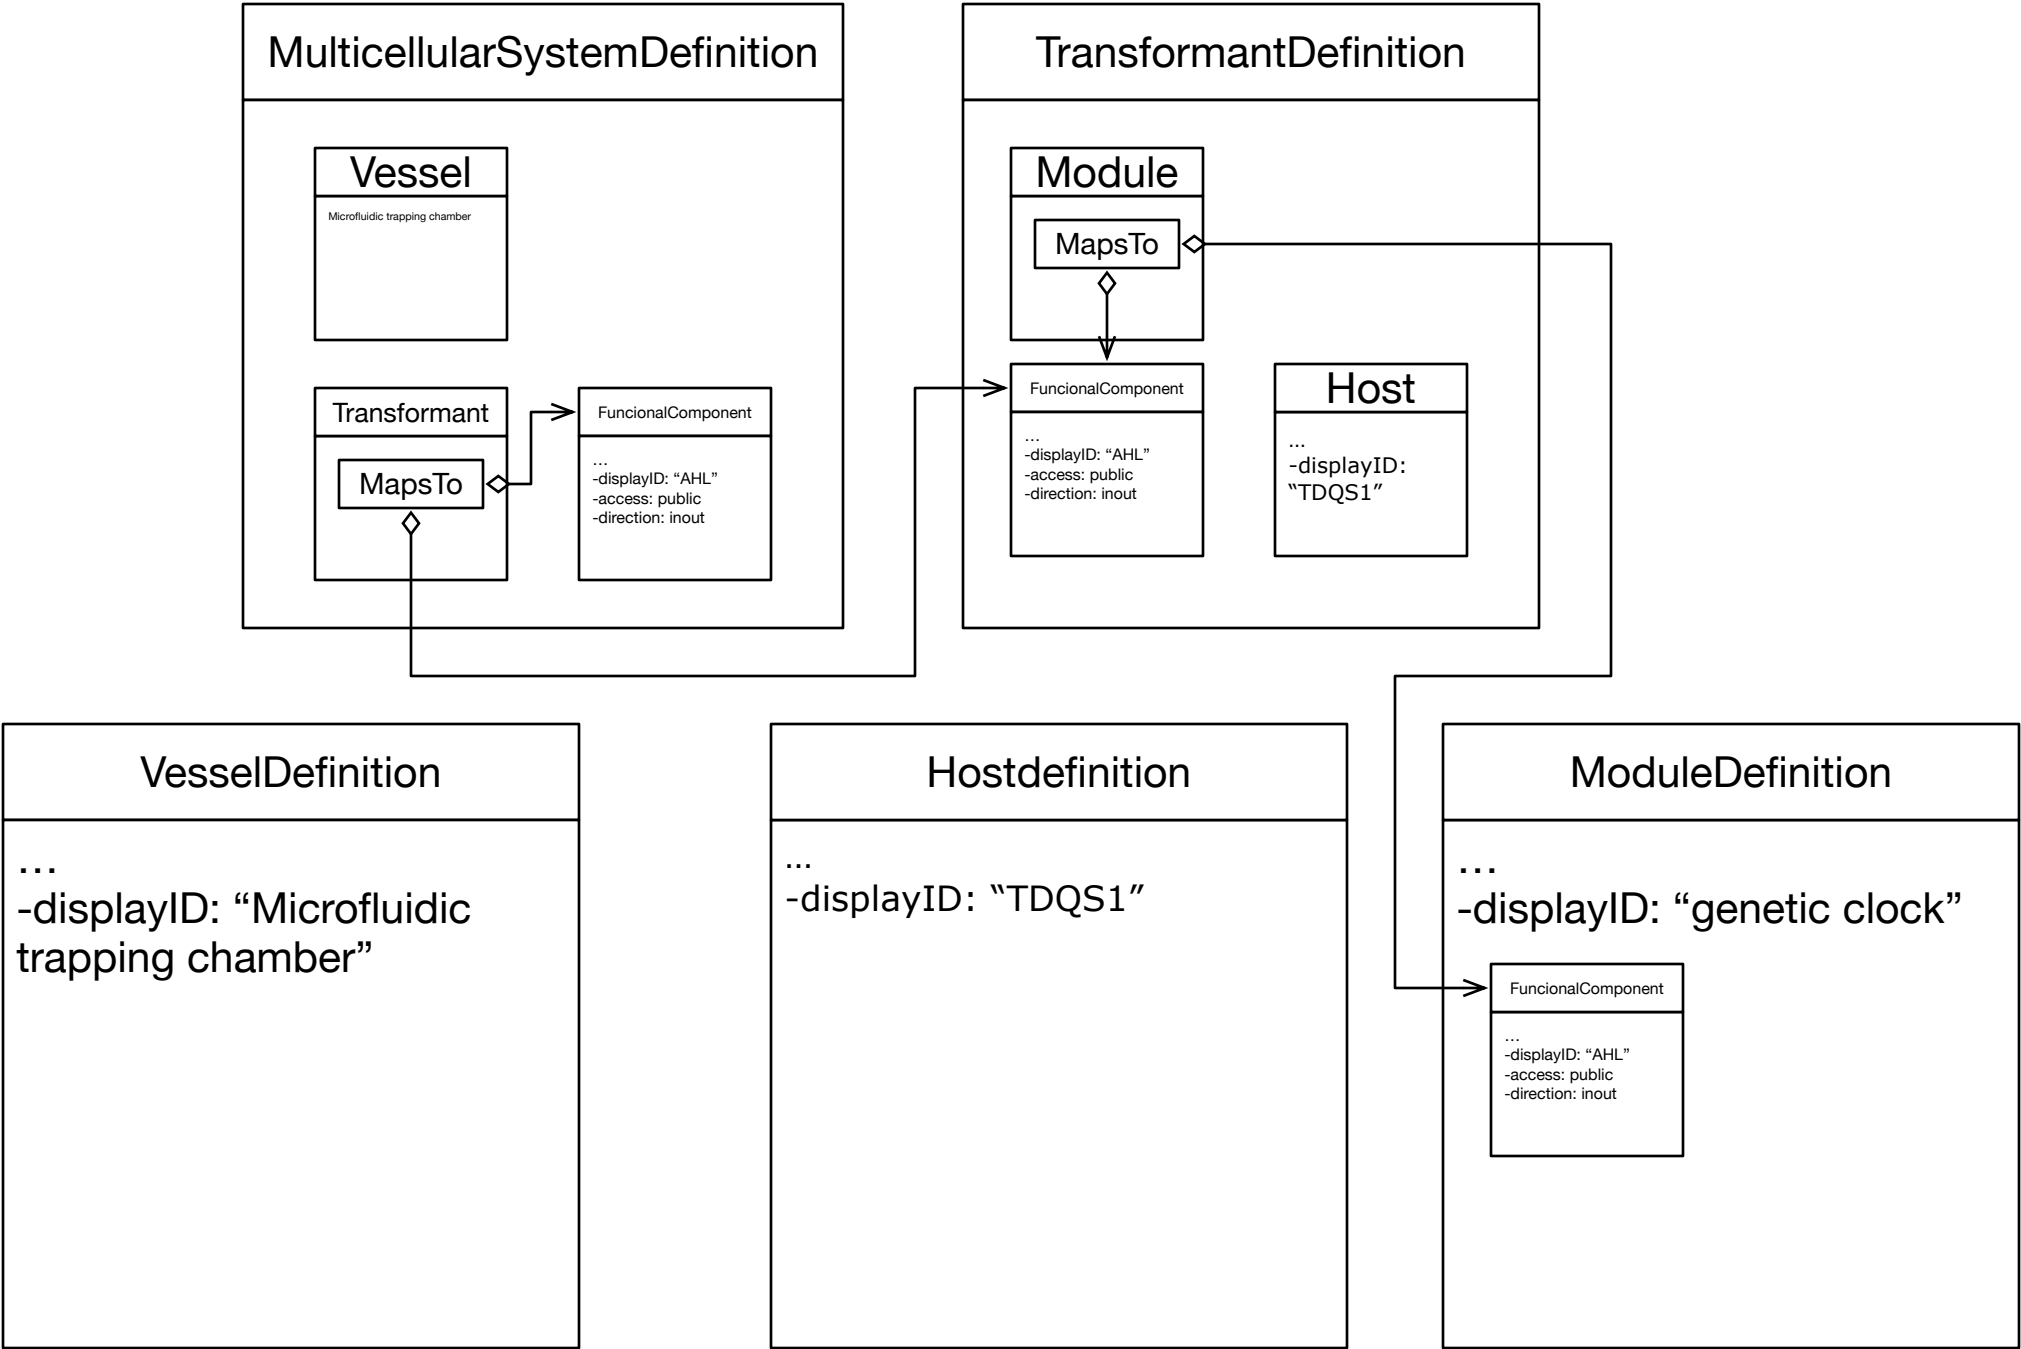 MulticellularSystemDefinition
Vessel
Microfluidic trapping chamber
Transformant
MapsTo
FuncionalComponent
...
-displayID: “AHL”
-access: public
-direction: inout
TransformantDefinition
Module
MapsTo
FuncionalComponent
...
-displayID: “AHL”
-access: public
-direction: inout
Host
...
-displayID:
“TDQS1”
VesselDefinition
...
-displayID: “Microfluidic
trapping chamber”
Hostdefinition
...
-displayID: “TDQS1”
ModuleDefinition
...
-displayID: “genetic clock”
FuncionalComponent
...
-displayID: “AHL”
-access: public
-direction: inout